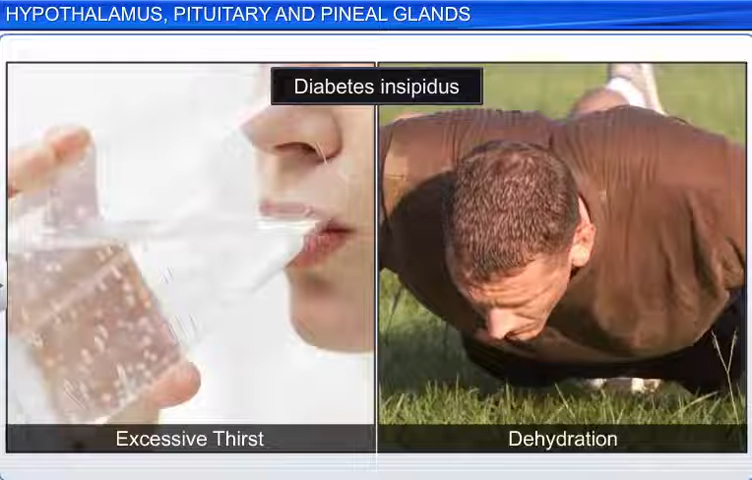 HYPOTHALAMUS, PITUITARY AND PINEAL GLANDS
Diabetes insipidus
Excessive Thirst
Dehydration